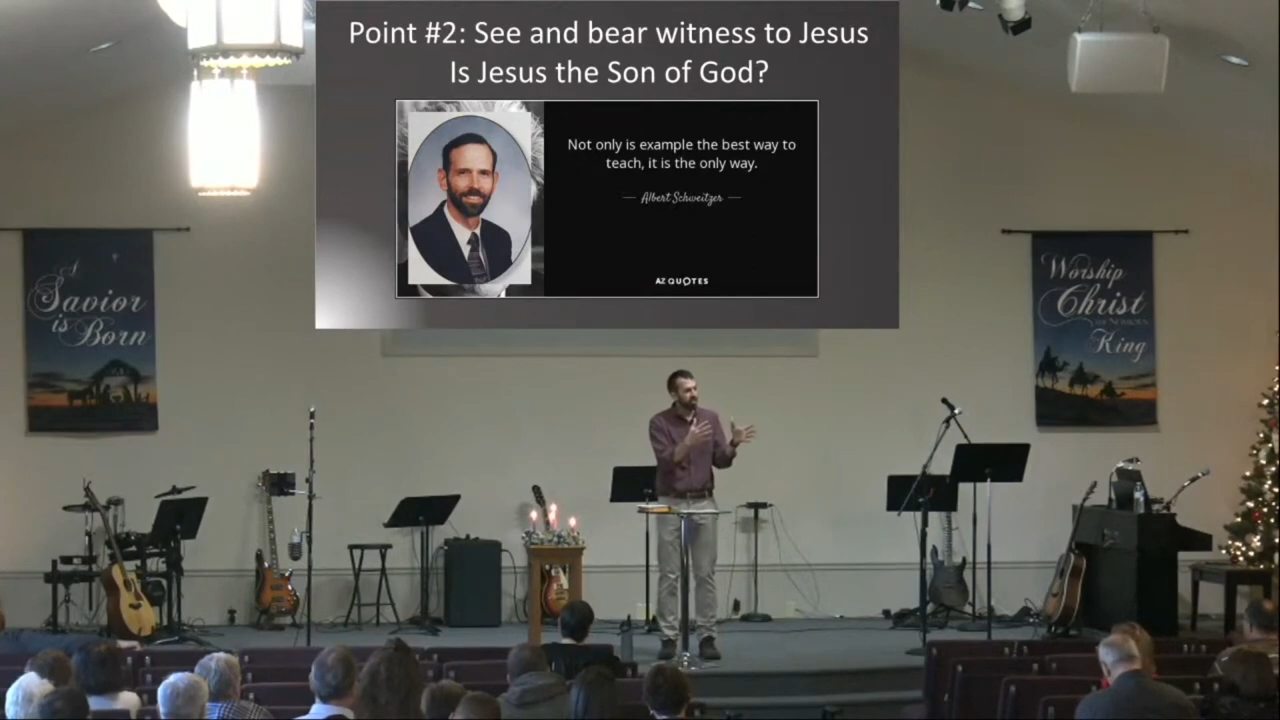 Point #2: See and bear witness to Jesus
Is Jesus the Son of God?
Not only is example the best way to
teach, it is the only way.
— Albert Schweitzer —
AZ QUOTES
A
Savior
is
Born
Worship
Christ
King